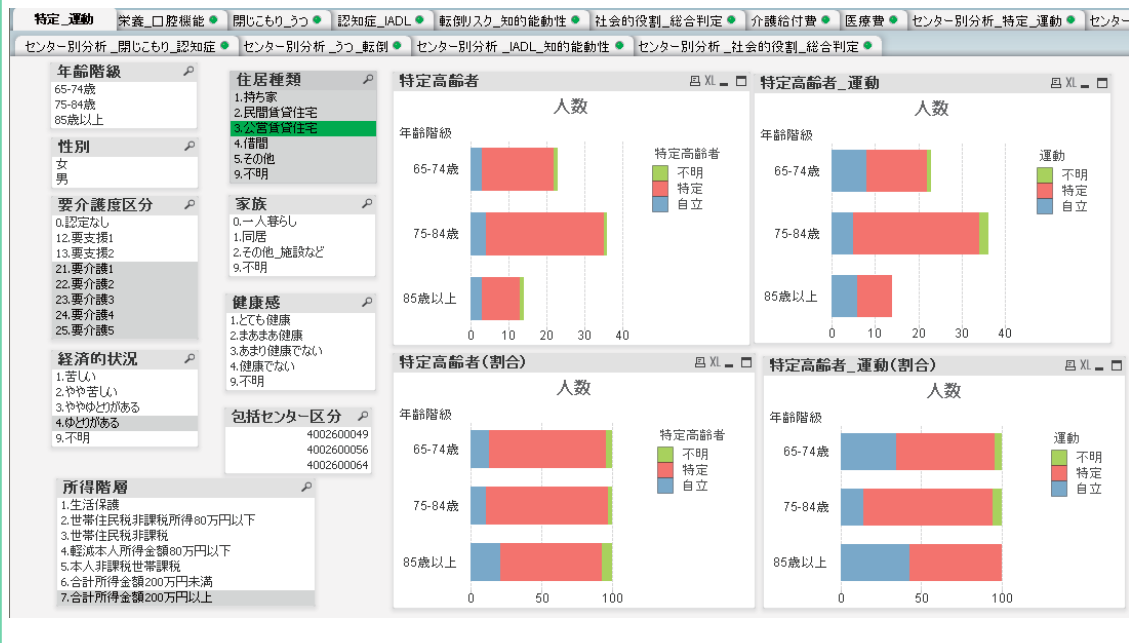 特定_運動
栄養_口腔機能
閉じこもり_うつ
認知症_IADL
転倒リスク_知的能動性
社会的役割_総合判定
介護給付費
医療費
センター別分析_特定_運動
センター
センター別分析_閉じこもり_認知症
センター別分析_うつ_転倒
センター別分析_IADL_知的能動性
センター別分析_社会的役割_総合判定
年齢階級
65-74歳
75-84歳
85歳以上
性別
女
男
要介護度区分
0.認定なし
12.要支援1
13.要支援2
21.要介護1
22.要介護2
23.要介護3
24.要介護4
25.要介護5
経済的状況
1.苦しい
2.やや苦しい
3.ややゆとりがある
4.ゆとりがある
9.不明
所得階層
1.生活保護
2.世帯住民税非課税所得80万円以下
3.世帯住民税非課税
4.軽減本人所得金額80万円以下
5.本人非課税世帯課税
6.合計所得金額200万円未満
7.合計所得金額200万円以上
住居種類
1.持ち家
2.民間賃貸住宅
3.公営賃貸住宅
4.借間
5.その他
9.不明
家族
0.一人暮らし
1.同居
2.その他_施設など
9.不明
健康感
1.とても健康
2.まあまあ健康
3.あまり健康でない
4.健康でない
9.不明
包括センター区分
4002600049
4002600056
4002600064
特定高齢者
XL
人数
年齢階級
65-74歳
75-84歳
85歳以上
0 10 20 30 40
特定高齢者
不明
特定
自立
特定高齢者_運動
XL
人数
年齢階級
65-74歳
75-84歳
85歳以上
0 10 20 30 40
運動
不明
特定
自立
特定高齢者(割合)
XL
人数
年齢階級
65-74歳
75-84歳
85歳以上
0 50 100
特定高齢者
不明
特定
自立
特定高齢者_運動(割合)
XL
人数
年齢階級
65-74歳
75-84歳
85歳以上
0 50 100
運動
不明
特定
自立